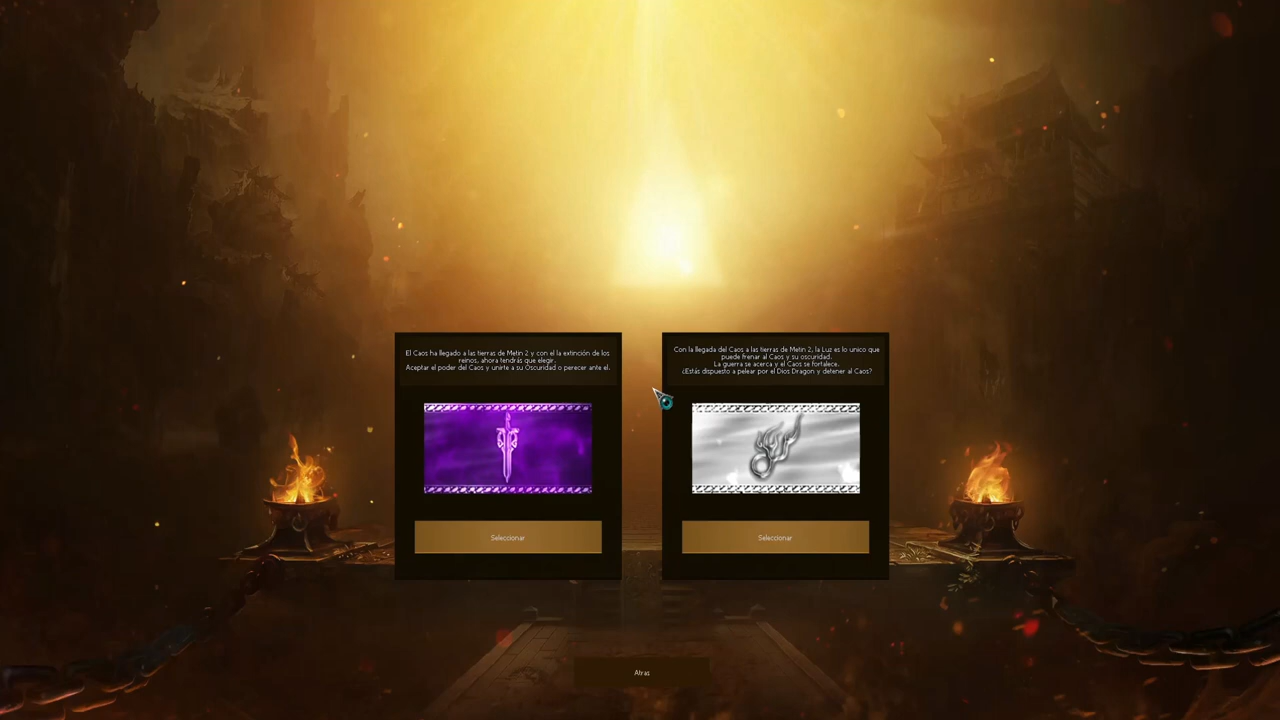 El Caos ha llegado a las tierras de Metin 2 y con el la extinción de los
reinos, ahora tendrás que elegir.
Aceptar el poder del Caos y unirte a su Oscuridad o perecer ante el.
Seleccionar
Con la llegada del Caos a las tierras de Metin 2, la Luz es lo unico que
puede frenar al Caos y su oscuridad.
La guerra se acerca y el Caos se fortalece.
¿Estás dispuesto a pelear por el Dios Dragon y detener al Caos?
Seleccionar
Atras